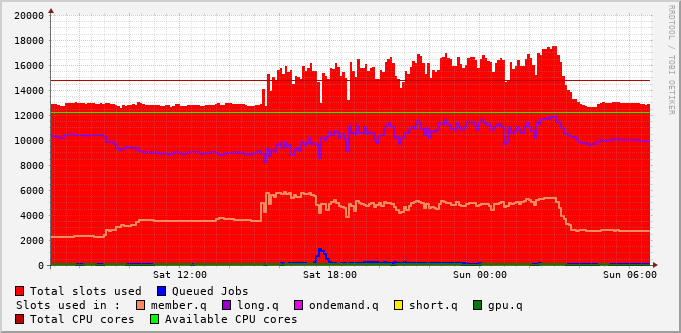 20000
18000
16000
14000
12000
10000
8000
6000
4000
2000
0
Sat 12:00 Sat 18:00 Sun 00:00 Sun 06:00
RRDTOOL / TOBI OETIKER
Total slots used Queued Jobs
Slots used in : member.q long.q ondemand.q short.q gpu.q
Total CPU cores Available CPU cores